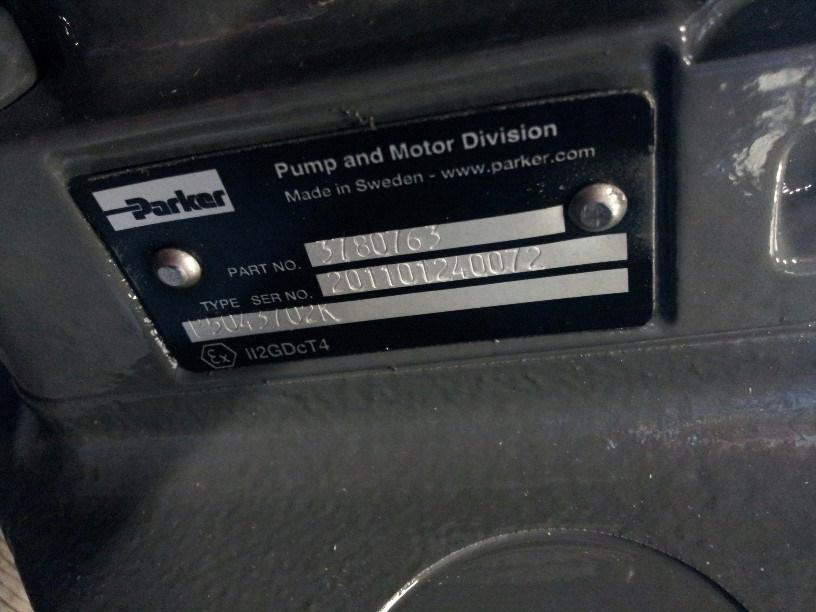 Parker
Pump and Motor Division
Made in Sweden - www.parker.com
PART NO. 3780763
SER NO. 201101240072
TYPE
Ex II2GDcT4